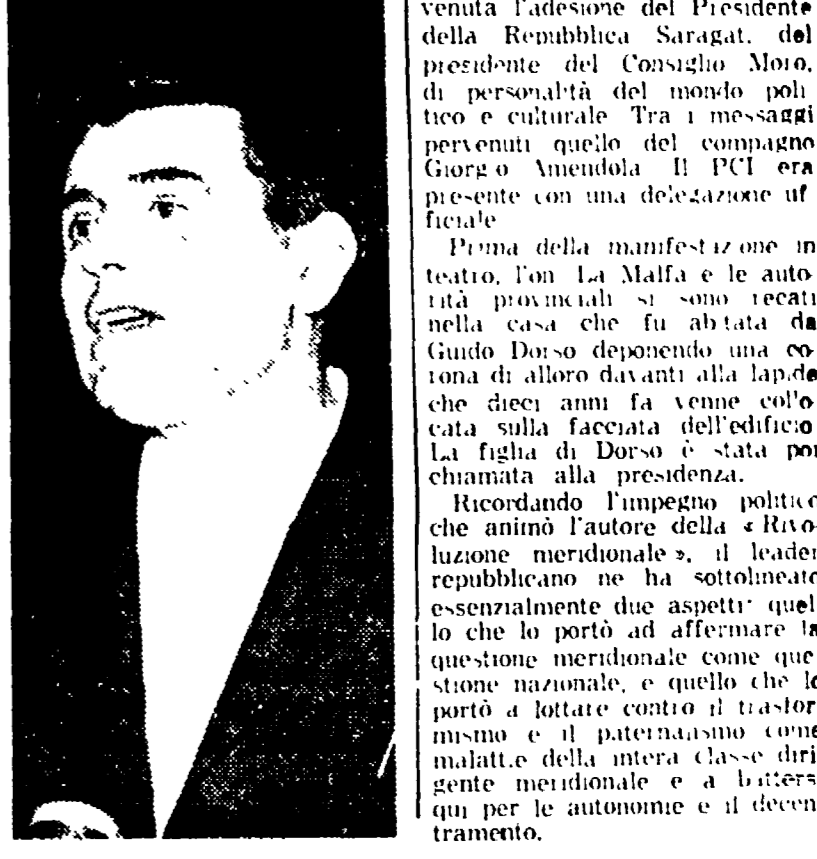 venuta l'adesione del Presidente
della Repubblica Saragat, del
presidente del Consiglio Moro,
di personalità del mondo poli
tico e culturale Tra i messaggi
pervenuti quello del compagno
Giorgio Amendola Il PCI era
presente con una delegazione uf
ficiale
Prima della manifestazione in
teatro, l'on La Malfa e le auto
rità provinciali si sono recati
nella casa che fu abitata da
Guido Dorso deponendo una co
rona di alloro davanti alla lapide
che dieci anni fa venne collo
cata sulla facciata dell'edificio
La figlia di Dorso è stata poi
chiamata alla presidenza.
Ricordando l'impegno politico
che animò l'autore della « Rivo
luzione meridionale », il leader
repubblicano ne ha sottolineato
essenzialmente due aspetti: quel
lo che lo portò ad affermare la
questione meridionale come que
stione nazionale, e quello che lo
portò a lottare contro il trasfor
mismo e il paternalismo come
malattie della intera classe diri
gente meridionale e a battersi
qui per le autonomie e il decen
tramento.